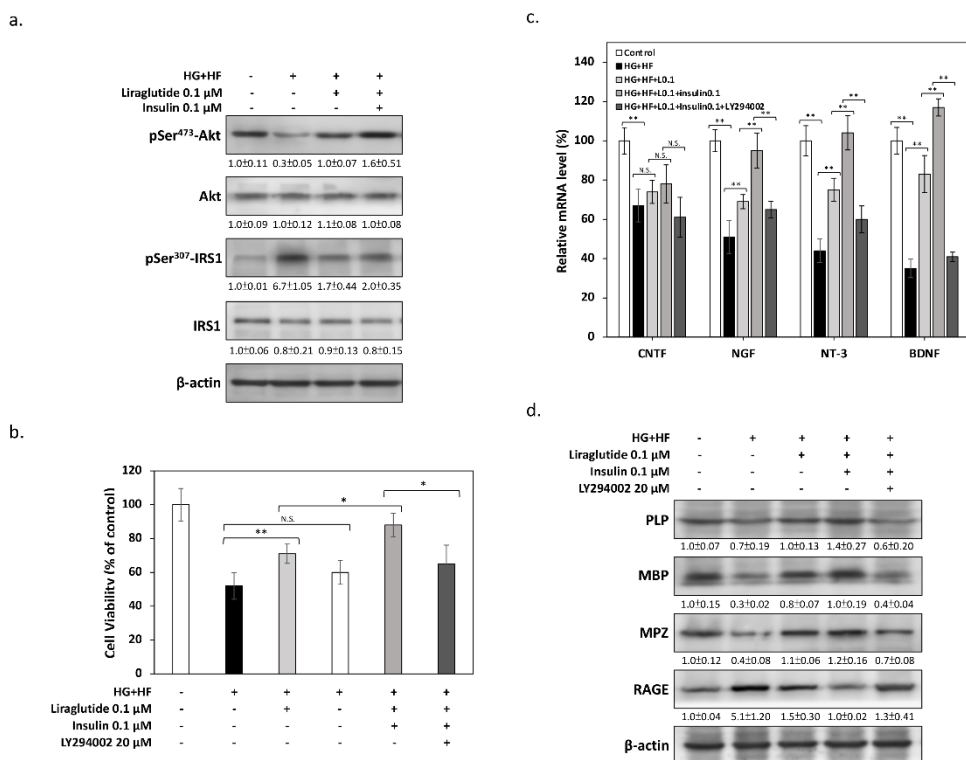 a.
HG+HF - + + +
Liraglutide 0.1 μM - - + +
Insulin 0.1 μM - - - +
pSer473-Akt
1.0±0.11 0.3±0.05 1.0±0.07 1.6±0.51
Akt
1.0±0.09 1.0±0.12 1.1±0.08 1.0±0.08
pSer307-IRS1
1.0±0.01 6.7±1.05 1.7±0.44 2.0±0.35
IRS1
1.0±0.06 0.8±0.21 0.9±0.13 0.8±0.15
β-actin
b.
Cell Viability (% of control)
120
100
80
60
40
20
0
**
N.S.
*
*
HG+HF - + + + + +
Liraglutide 0.1 μM - - + - + +
Insulin 0.1 μM - - - - + +
LY294002 20 μM - - - - - +
c.
Relative mRNA level (%)
140
120
100
80
60
40
20
0
Control
HG+HF
HG+HF+L0.1
HG+HF+L0.1+Insulin0.1
HG+HF+L0.1+Insulin0.1+LY294002
** N.S. N.S. N.S.
** ** ** **
** ** ** **
** ** ** **
CNTF NGF NT-3 BDNF
d.
HG+HF - + + + +
Liraglutide 0.1 μM - - + + +
Insulin 0.1 μM - - - + +
LY294002 20 μM - - - - +
PLP
1.0±0.07 0.7±0.19 1.0±0.13 1.4±0.27 0.6±0.20
MBP
1.0±0.15 0.3±0.02 0.8±0.07 1.0±0.19 0.4±0.04
MPZ
1.0±0.12 0.4±0.08 1.1±0.06 1.2±0.16 0.7±0.08
RAGE
1.0±0.04 5.1±1.20 1.5±0.30 1.0±0.02 1.3±0.41
β-actin